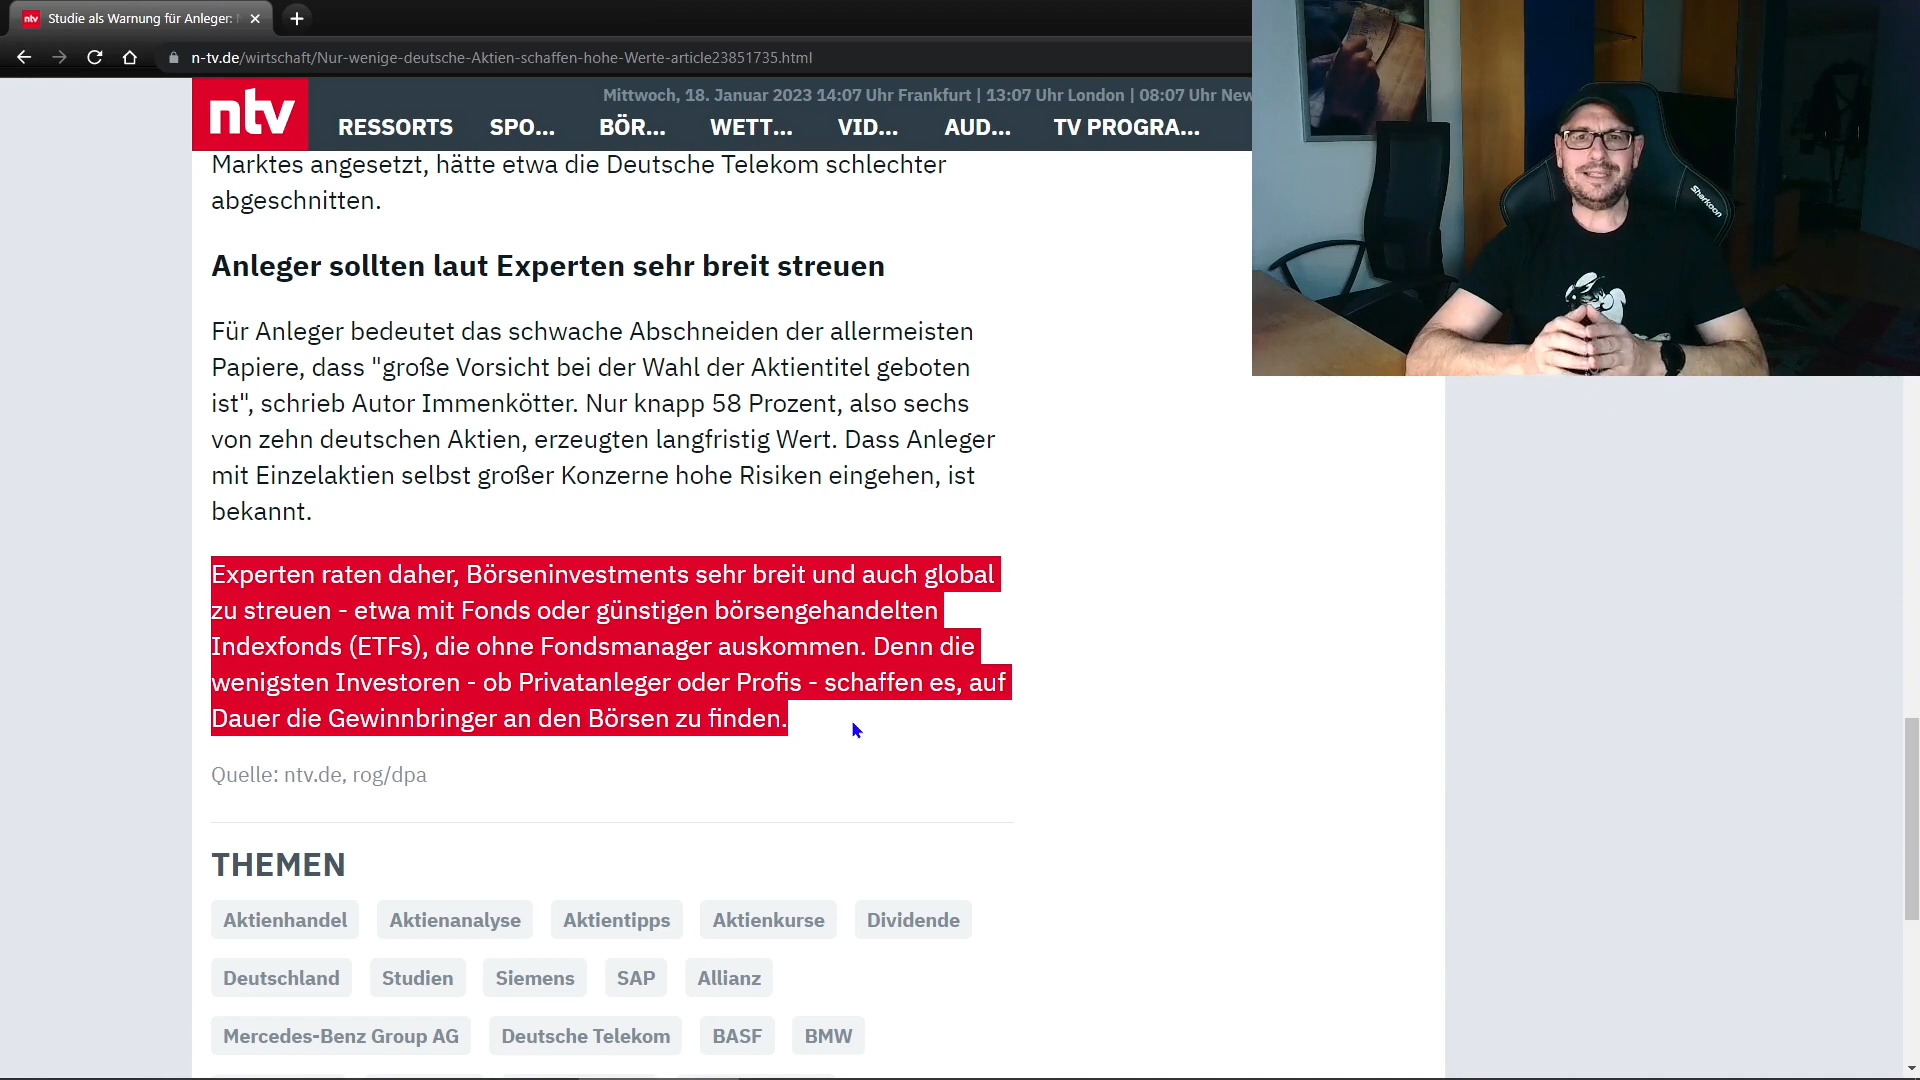 Studie als Warnung für Anleger:
n-tv.de/wirtschaft/Nur-wenige-deutsche-Aktien-schaffen-hohe-Werte-article23851735.html
ntv
Mittwoch, 18. Januar 2023 14:07 Uhr Frankfurt | 13:07 Uhr London | 08:07 Uhr New
RESSORTS SPO... BÖR... WETT... VID... AUD... TV PROGRA...
Sharkoon
Marktes angesetzt, hätte etwa die Deutsche Telekom schlechter
abgeschnitten.
Anleger sollten laut Experten sehr breit streuen
Für Anleger bedeutet das schwache Abschneiden der allermeisten
Papiere, dass "große Vorsicht bei der Wahl der Aktientitel geboten
ist", schrieb Autor Immenkötter. Nur knapp 58 Prozent, also sechs
von zehn deutschen Aktien, erzeugten langfristig Wert. Dass Anleger
mit Einzelaktien selbst großer Konzerne hohe Risiken eingehen, ist
bekannt.
Experten raten daher, Börseninvestments sehr breit und auch global
zu streuen - etwa mit Fonds oder günstigen börsengehandelten
Indexfonds (ETFs), die ohne Fondsmanager auskommen. Denn die
wenigsten Investoren - ob Privatanleger oder Profis - schaffen es, auf
Dauer die Gewinnbringer an den Börsen zu finden.
Quelle: ntv.de, rog/dpa
THEMEN
Aktienhandel Aktienanalyse Aktientipps Aktienkurse Dividende
Deutschland Studien Siemens SAP Allianz
Mercedes-Benz Group AG Deutsche Telekom BASF BMW